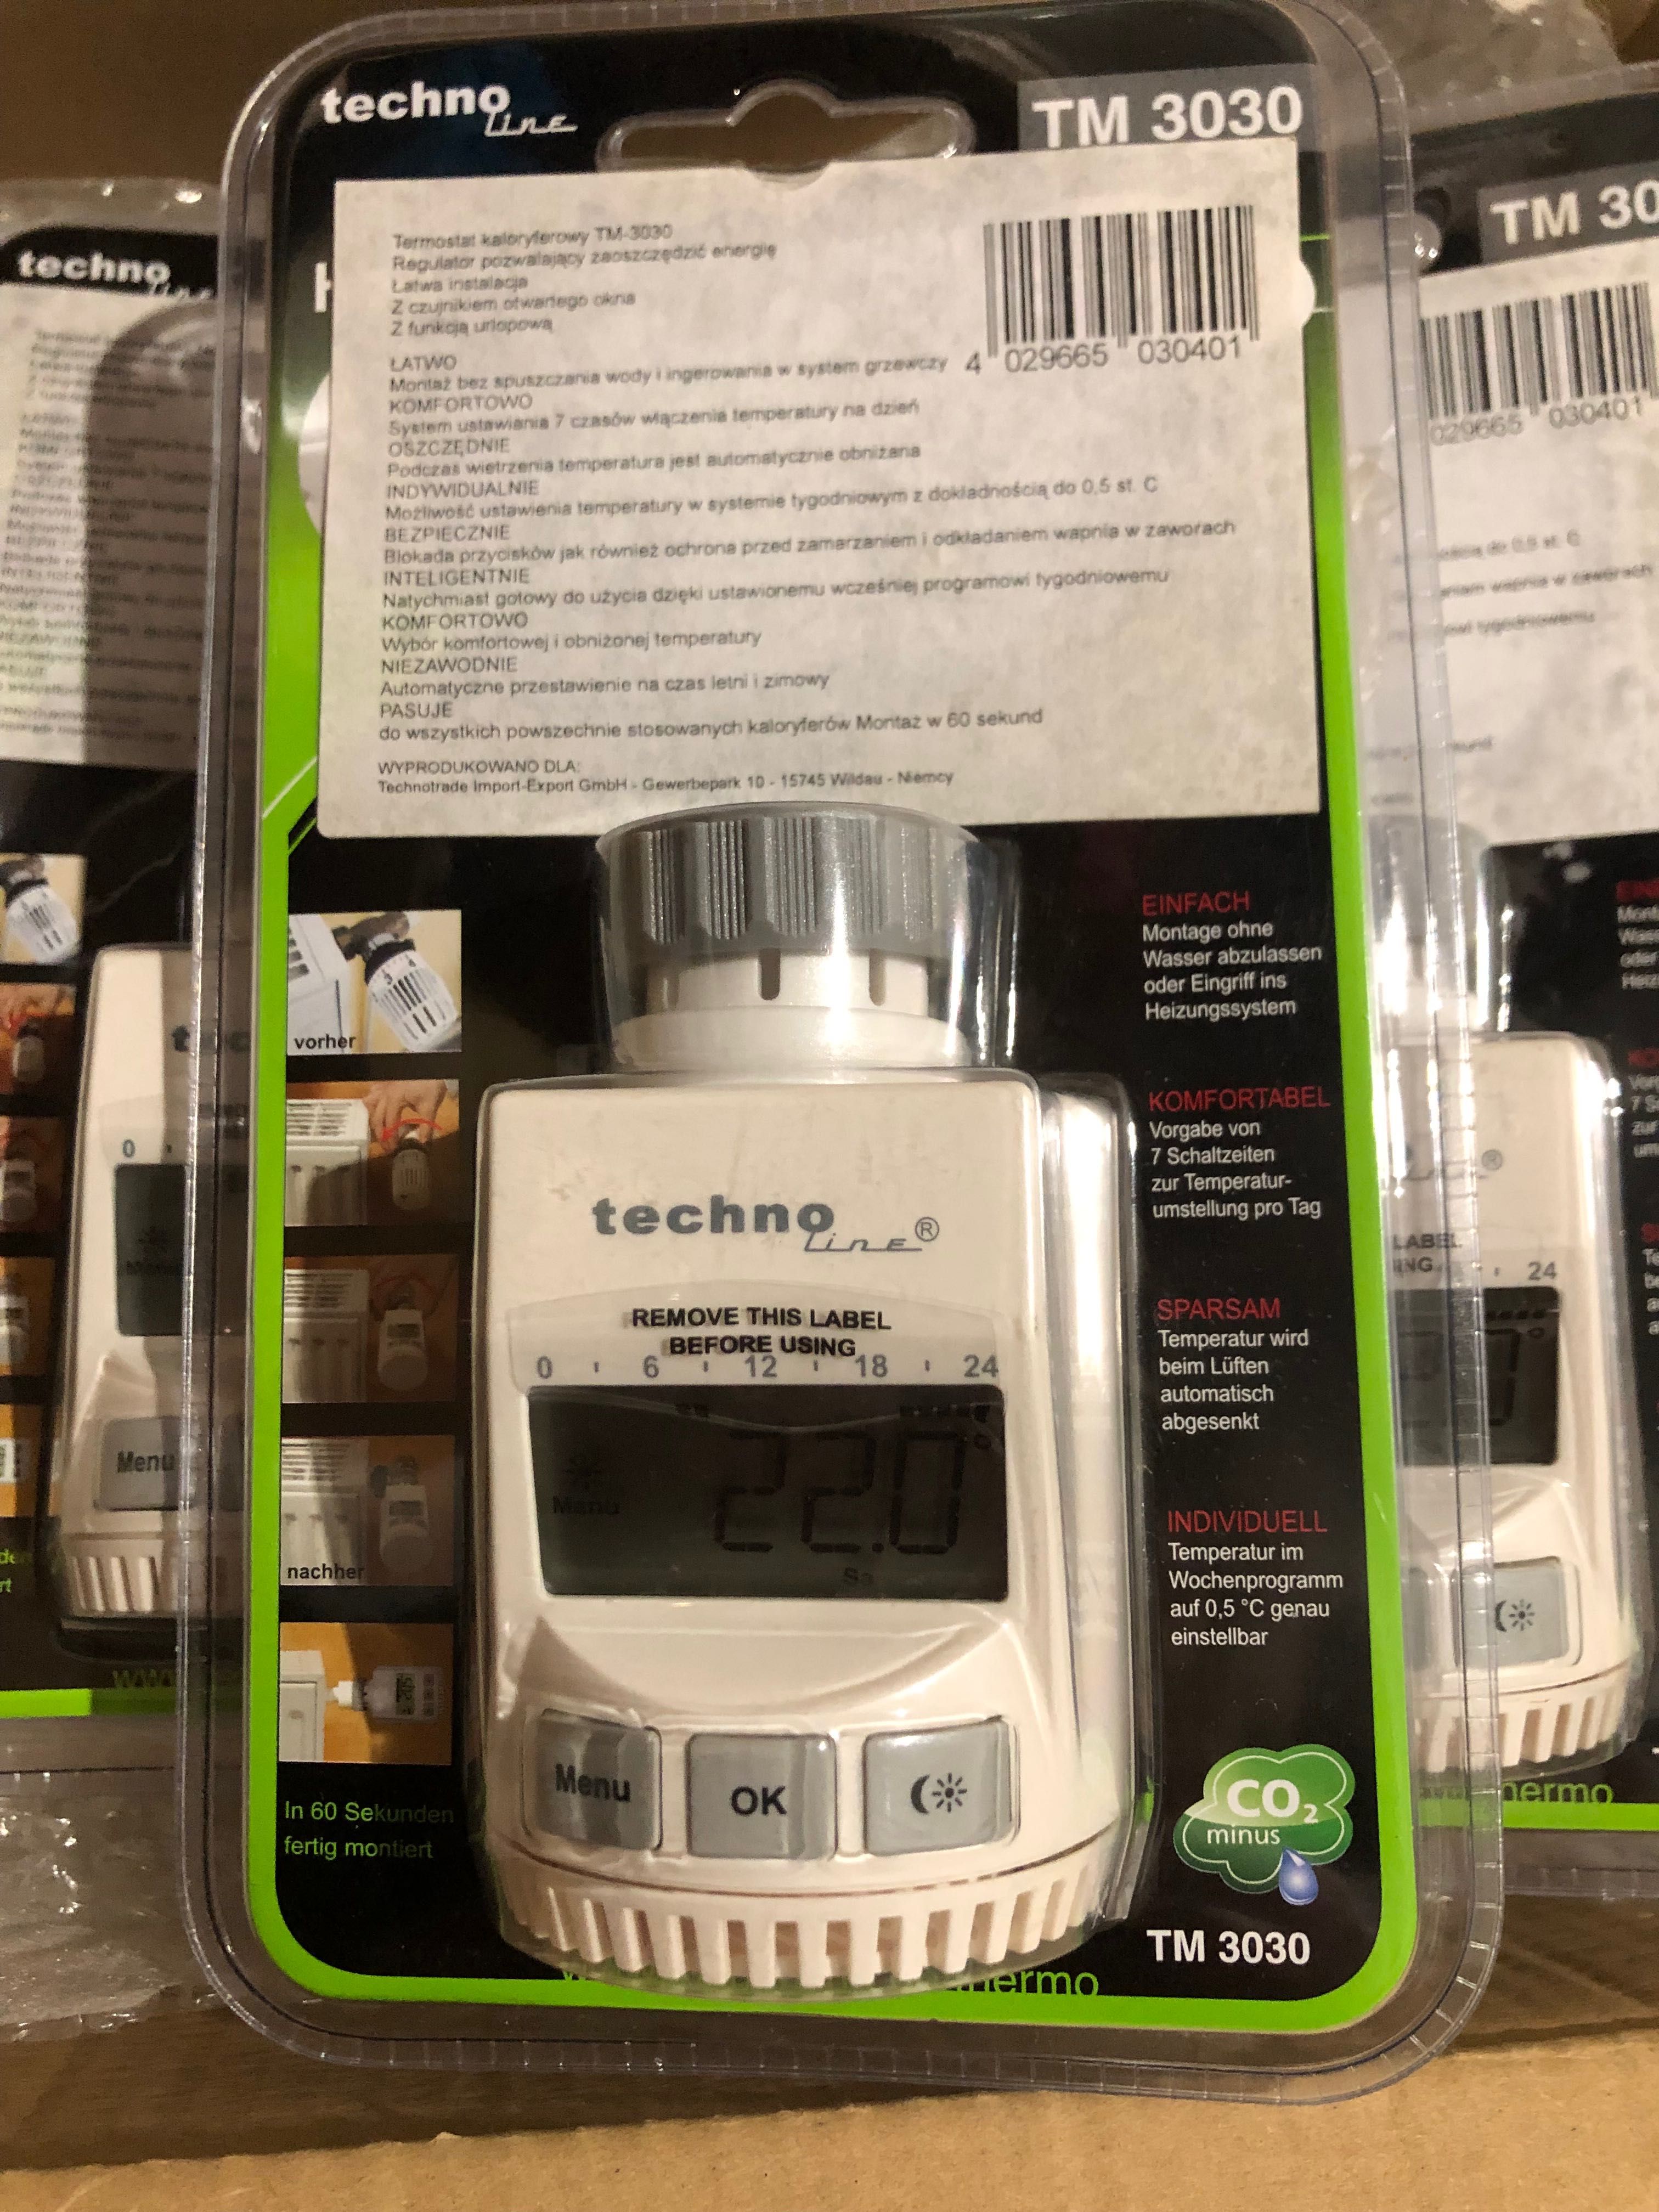 techno
line
TM 3030
Termostat kaloryferowy TM-3030
Regulator pozwalający zaoszczędzić energię
Łatwa instalacja
Z czujnikiem otwartego okna
Z funkcją urlopową
4 029665 030401
ŁATWO
Montaż bez spuszczania wody i ingerowania w system grzewczy
KOMFORTOWO
System ustawiania 7 czasów włączenia temperatury na dzień
OSZCZĘDNIE
Podczas wietrzenia temperatura jest automatycznie obniżana
INDYWIDUALNIE
Możliwość ustawienia temperatury w systemie tygodniowym z dokładnością do 0,5 st. C
BEZPIECZNIE
Blokada przycisków jak również ochrona przed zamarzaniem i odkładaniem wapnia w zaworach
INTELIGENTNIE
Natychmiast gotowy do użycia dzięki ustawionemu wcześniej programowi tygodniowemu
KOMFORTOWO
Wybór komfortowej i obniżonej temperatury
NIEZAWODNIE
Automatyczne przestawienie na czas letni i zimowy
PASUJE
do wszystkich powszechnie stosowanych kaloryferów Montaż w 60 sekund
WYPRODUKOWANO DLA:
Technotrade Import-Export GmbH - Gewerbepark 10 - 15745 Wildau - Niemcy
vorher
nachher
In 60 Sekunden
fertig montiert
techno
line®
REMOVE THIS LABEL
BEFORE USING
0 6 12 18 24
Menu
22.0°
Sa
Menu
OK
EINFACH
Montage ohne
Wasser abzulassen
oder Eingriff ins
Heizungssystem
KOMFORTABEL
Vorgabe von
7 Schaltzeiten
zur Temperatur-
umstellung pro Tag
SPARSAM
Temperatur wird
beim Lüften
automatisch
abgesenkt
INDIVIDUELL
Temperatur im
Wochenprogramm
auf 0,5 °C genau
einstellbar
CO2
minus
TM 3030
techno
line
0
Menu
TM 30
029665 030401
24